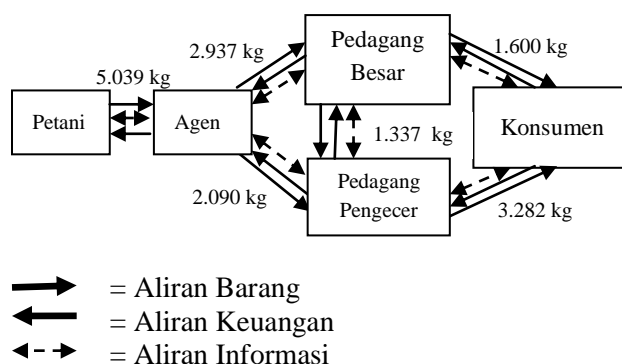 Pedagang
Besar
2.937 kg
1.600 kg
5.039 kg
Petani
Agen
1.337 kg
Konsumen
Pedagang
Pengecer
2.090 kg
3.282 kg
= Aliran Barang
= Aliran Keuangan
= Aliran Informasi